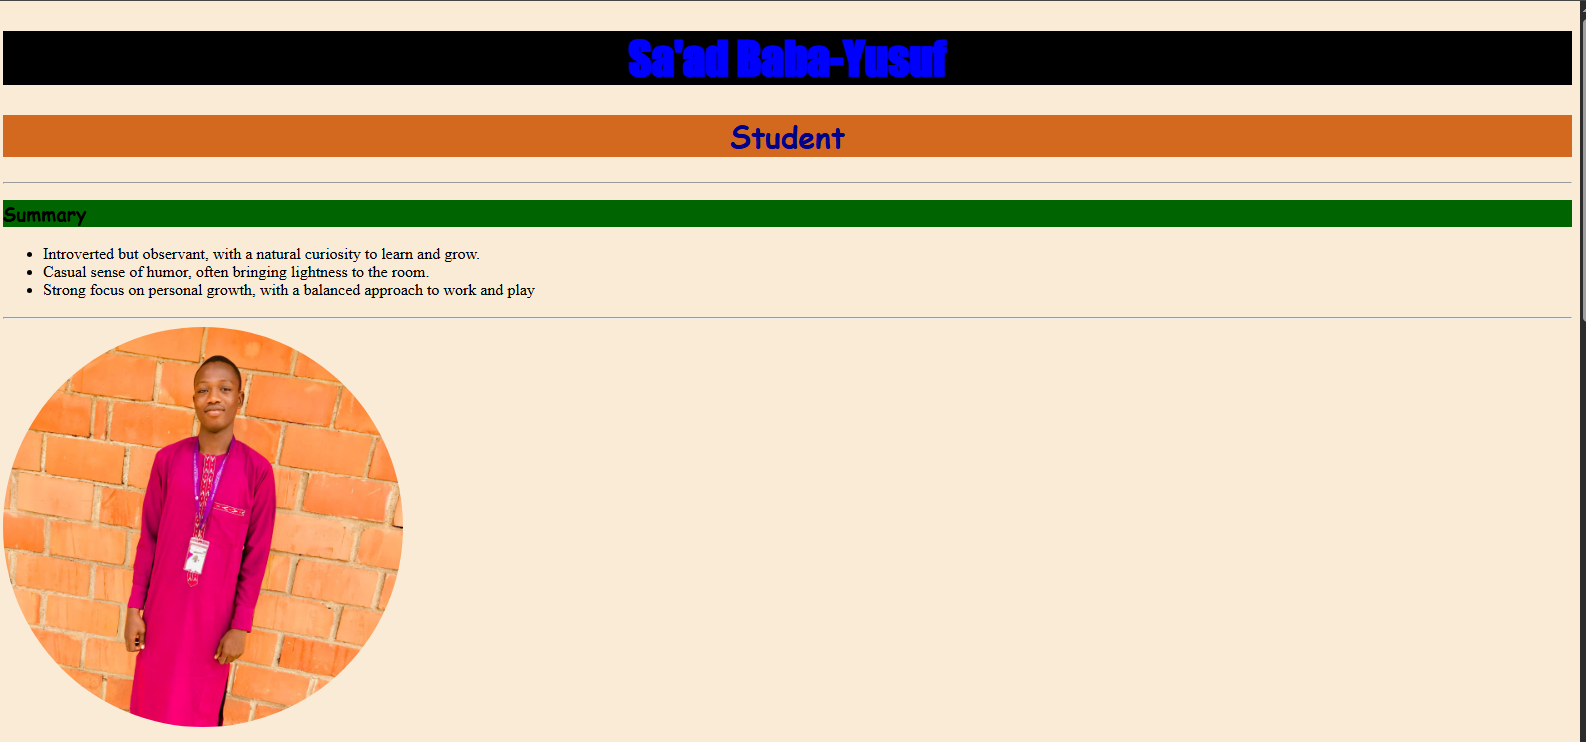 Sa'ad Baba-Yusuf
Student
Summary
Introverted but observant, with a natural curiosity to learn and grow.
Casual sense of humor, often bringing lightness to the room.
Strong focus on personal growth, with a balanced approach to work and play